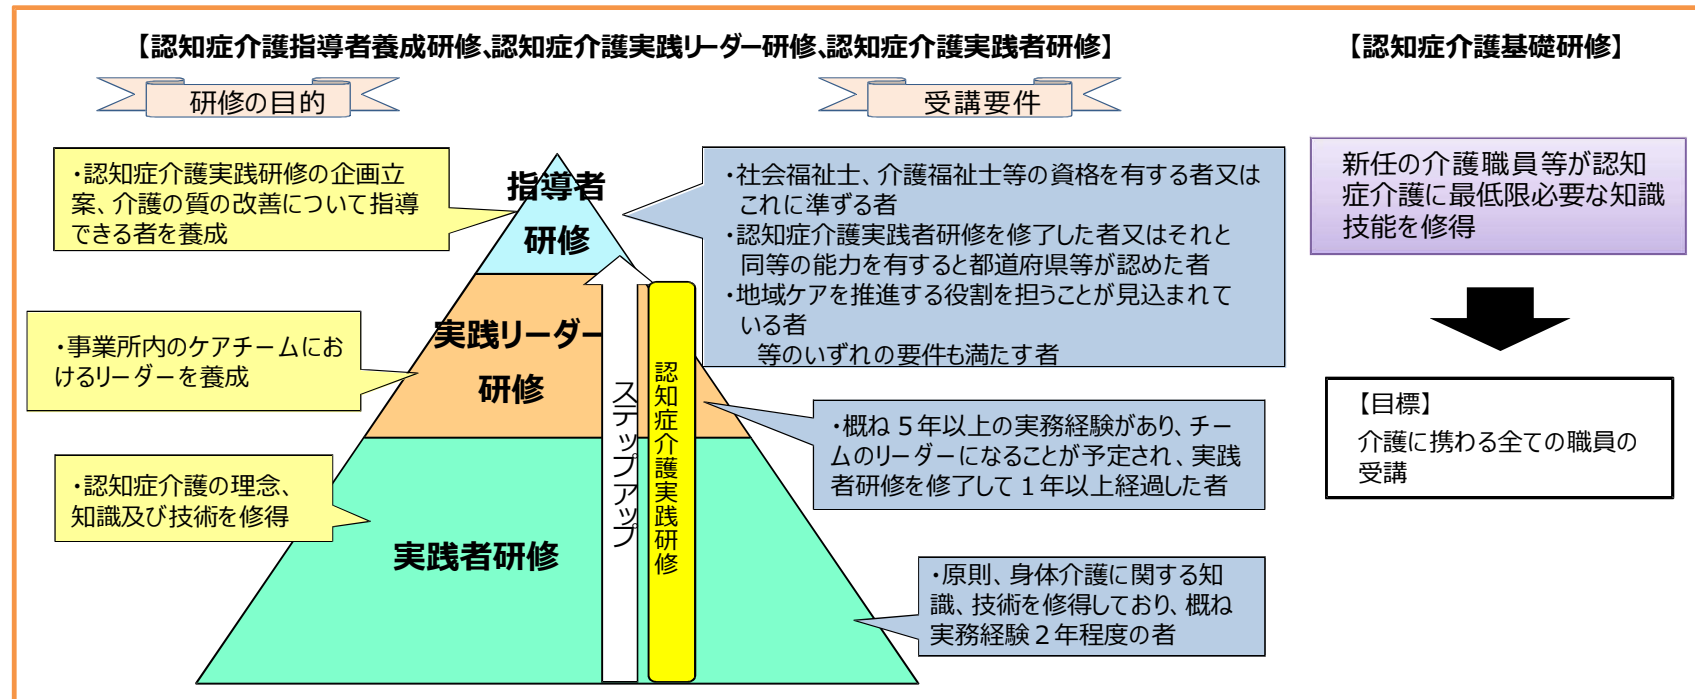 【認知症介護指導者養成研修、認知症介護実践リーダー研修、認知症介護実践者研修】
【認知症介護基礎研修】
研修の目的
受講要件
・認知症介護実践研修の企画立
案、介護の質の改善について指導
できる者を養成
指導者
研修
・社会福祉士、介護福祉士等の資格を有する者又は
これに準ずる者
・認知症介護実践者研修を修了した者又はそれと
同等の能力を有すると都道府県等が認めた者
・地域ケアを推進する役割を担うことが見込まれて
いる者
等のいずれの要件も満たす者
・事業所内のケアチームにお
けるリーダーを養成
実践リーダー
研修
・概ね5年以上の実務経験があり、チー
ムのリーダーになることが予定され、実践
者研修を修了して1年以上経過した者
・認知症介護の理念、
知識及び技術を修得
実践者研修
・原則、身体介護に関する知
識、技術を修得しており、概ね
実務経験2年程度の者
ステップアップ
認知症介護実践研修
新任の介護職員等が認知
症介護に最低限必要な知識
技能を修得
【目標】
介護に携わる全ての職員の
受講